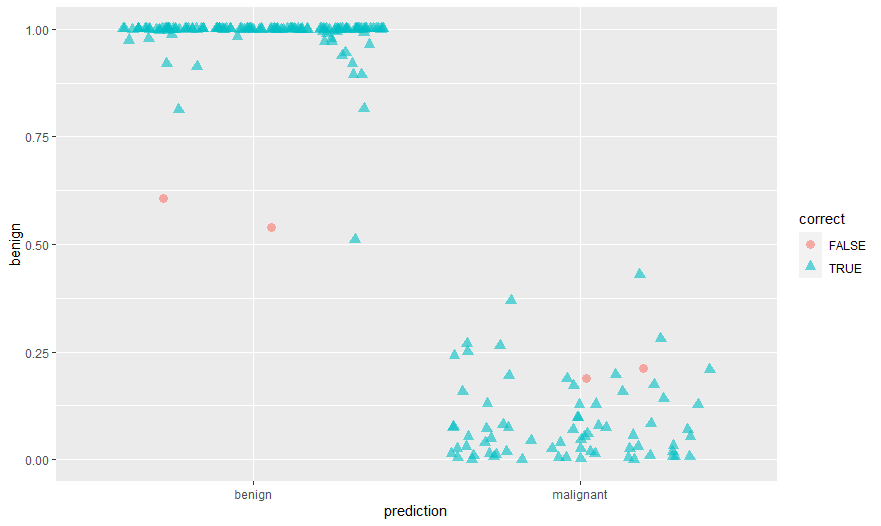 1.00
0.75
0.50
0.25
0.00
benign
benign
malignant
prediction
correct
FALSE
TRUE